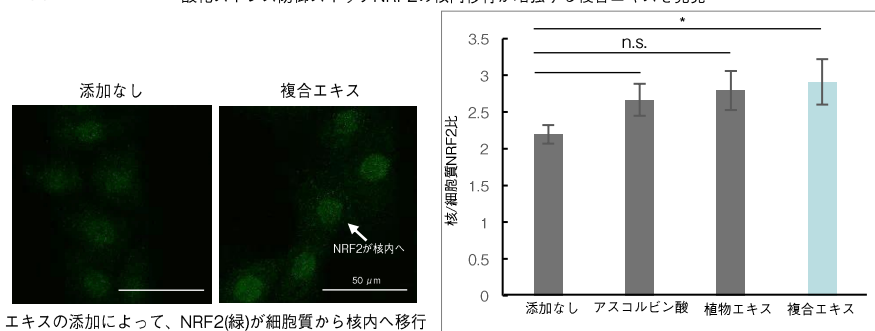 添加なし
複合エキス
NRF2が核内へ
50 μm
エキスの添加によって、NRF2(緑)が細胞質から核内へ移行
*
n.s.
核/細胞質NRF2比
3.5
3
2.5
2
1.5
1
0.5
0
添加なし
アスコルビン酸
植物エキス
複合エキス